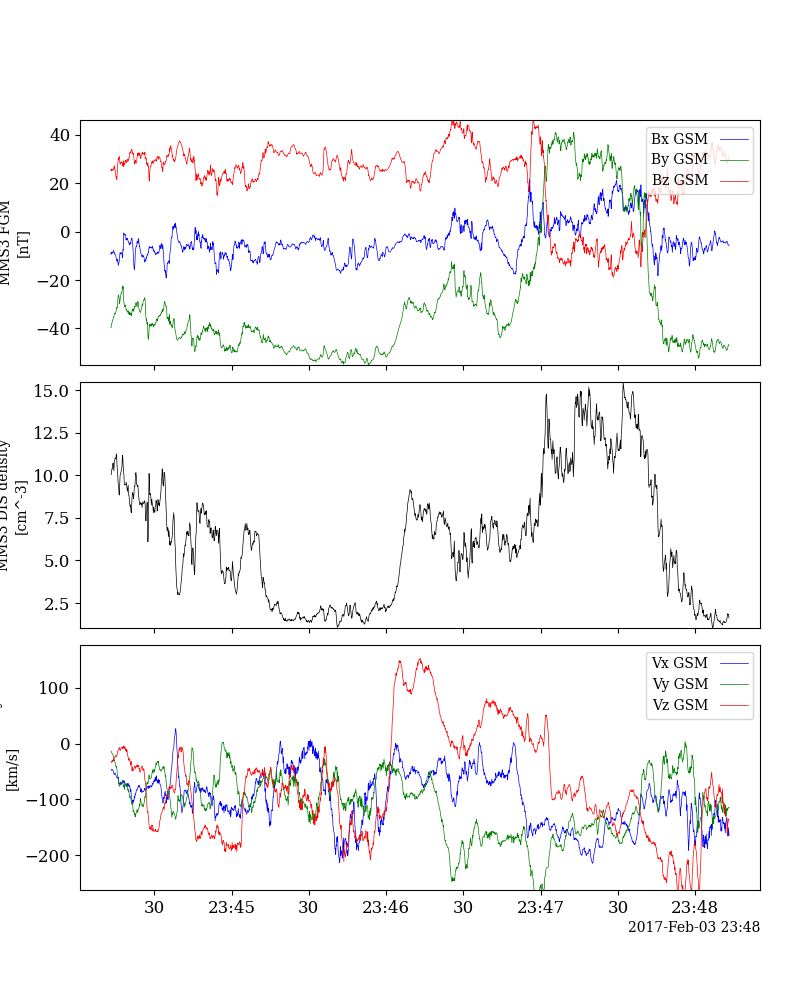 40
20
0
−20
−40
MMS3 FGM
[nT]
Bx GSM
By GSM
Bz GSM
15.0
12.5
10.0
7.5
5.0
2.5
MMS3 DIS density
[cm^-3]
100
0
−100
−200
[km/s]
Vx GSM
Vy GSM
Vz GSM
30 23:45 30 23:46 30 23:47 30 23:48
2017-Feb-03 23:48